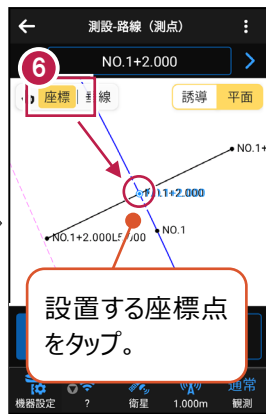 測設-路線（測点）
NO.1+2.000
6
座標
線
誘導
平面
NO.1+
1+2.000
NO.1+2.000L5
00
NO.1
設置する座標点
をタップ。
機器設定
?
衛星
1.000m
通常
観測